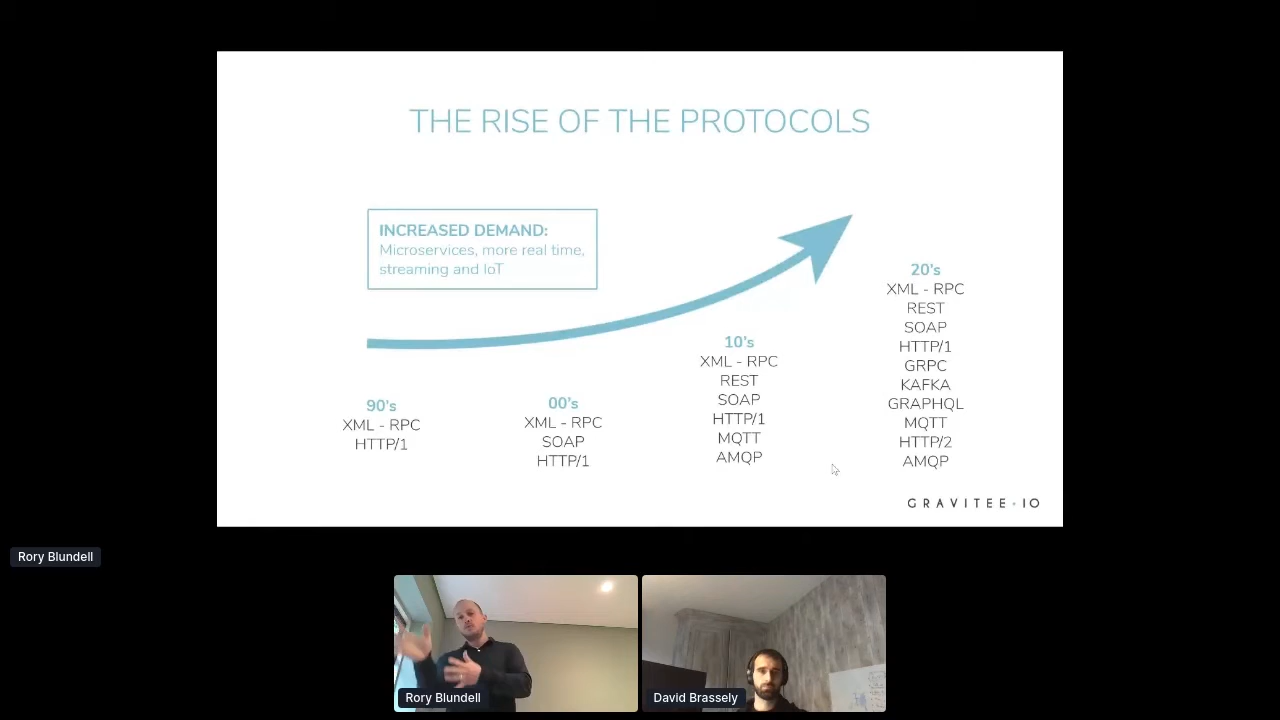 THE RISE OF THE PROTOCOLS
INCREASED DEMAND:
Microservices, more real time,
streaming and IoT
90's
XML - RPC
HTTP/1
00's
XML - RPC
SOAP
HTTP/1
10's
XML - RPC
REST
SOAP
HTTP/1
MQTT
AMQP
20's
XML - RPC
REST
SOAP
HTTP/1
GRPC
KAFKA
GRAPHQL
MQTT
HTTP/2
AMQP
GRAVITEE·IO
Rory Blundell
Rory Blundell
David Brassely